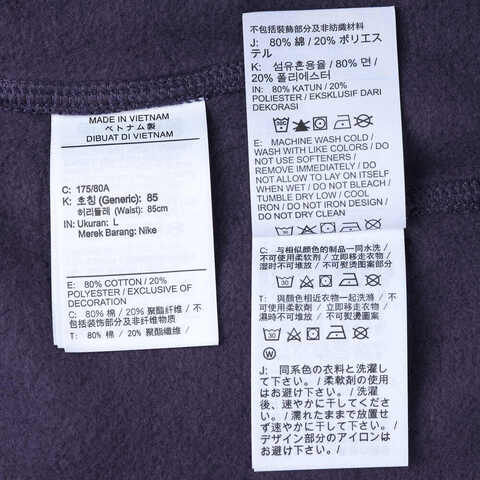 MADE IN VIETNAM
ベトナム製
DIBUAT DI VIETNAM
C: 175/80A
K: 호칭 (Generic): 85
허리둘레 (Waist): 85cm
IN: Ukuran: L
Merek Barang: Nike
E: 80% COTTON / 20%
POLYESTER / EXCLUSIVE OF
DECORATION
C: 80% 棉 / 20% 聚酯纤维 / 不
包括装饰部分及非纤维物质
T: 80% 棉 / 20% 聚酯纖維 /
不包括裝飾部分及非紡織材料
J: 80% 綿 / 20% ポリエス
テル
K: 섬유혼용율 / 80% 면 /
20% 폴리에스터
IN: 80% KATUN / 20%
POLIESTER / EKSKLUSIF DARI
DEKORASI
E: MACHINE WASH COLD /
WASH WITH LIKE COLORS / DO
NOT USE SOFTENERS /
REMOVE IMMEDIATELY / DO
NOT ALLOW TO LAY ON ITSELF
WHEN WET / DO NOT BLEACH /
TUMBLE DRY LOW / COOL
IRON / DO NOT IRON DESIGN /
DO NOT DRY CLEAN
C: 与相似颜色的制品一同水洗 /
不可使用柔软剂 / 立即移走衣物 /
湿时不可堆放 / 不可熨烫图案部分
T: 與顏色相近衣物一起洗滌 /
不可使用柔軟劑 / 立即移走衣物 /
濕時不可堆放 / 不可熨燙圖案部分
30
W
J: 同系色の衣料と洗濯し
て下さい。/ 柔軟剤の使用
はお避け下さい。/ 洗濯
後、速やかに干してくださ
い。/ 濡れたままで放置せ
ず速やかに干して下さい。/
デザイン部分のアイロンは
お避け下さい。/